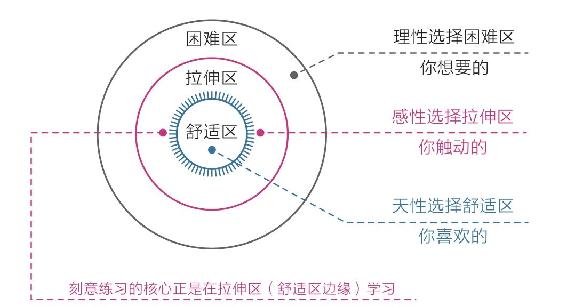 困难区
拉伸区
舒适区
理性选择困难区
你想要的
感性选择拉伸区
你触动的
天性选择舒适区
你喜欢的
刻意练习的核心正是在拉伸区（舒适区边缘）学习